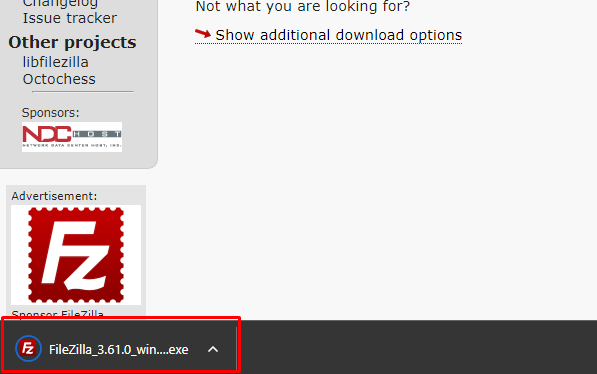 Changelog
Issue tracker
Other projects
libfilezilla
Octochess
Sponsors:
NDC HOST
NETWORK DATA CENTER HOST, INC.
Advertisement:
Fz
Sponsor FileZilla
Not what you are looking for?
Show additional download options
Fz
FileZilla_3.61.0_win....exe